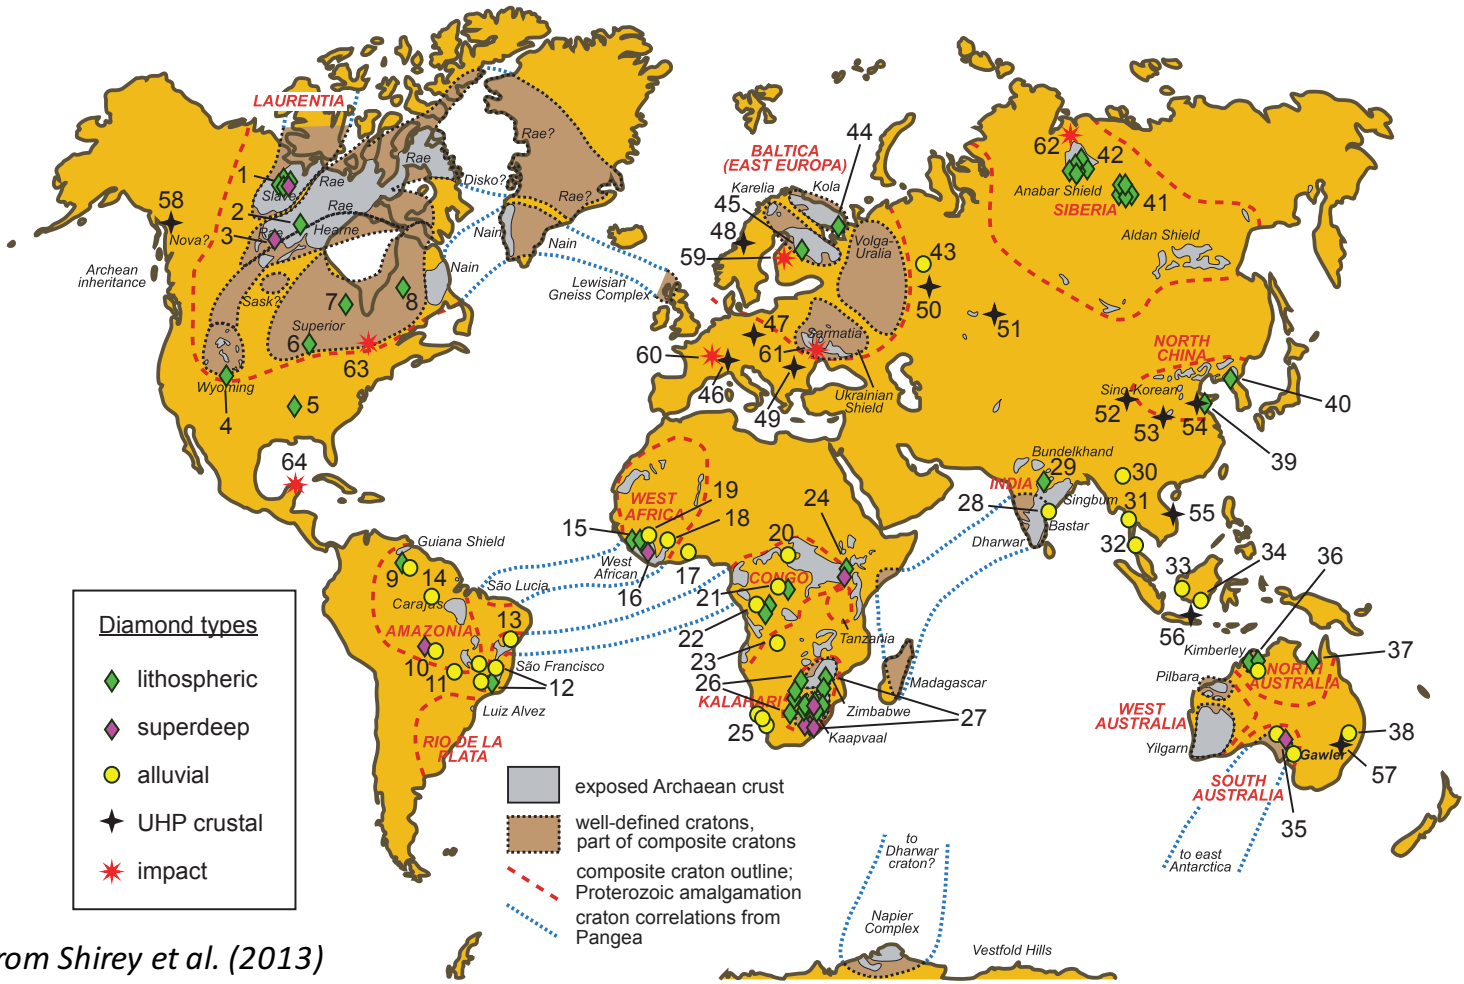 LAURENTIA
Rae
Rae?
Disko?
Rae?
1
Slave
Rae
Rae
2
3
Rae
Hearne
58
Nova?
Archean
inheritance
Nain
Nain
Nain
Sask?
7
8
Superior
6
63
Wyoming
4
5
64
Lewisian
Gneiss Complex
BALTICA
(EAST EUROPA)
44
Karelia
Kola
45
48
59
Volga-
Uralia
43
50
51
47
Sarmatia
60
61
46
49
Ukrainian
Shield
62
42
Anabar Shield
41
SIBERIA
Aldan Shield
NORTH
CHINA
Sino-Korean
52
53
54
40
39
Bundelkhand
29
INDIA
Singbum
30
31
28
Bastar
Dharwar
55
32
33
34
56
36
Kimberley
37
Pilbara
NORTH
AUSTRALIA
WEST
AUSTRALIA
Yilgarn
38
Gawler
57
SOUTH
AUSTRALIA
35
to east
Antarctica
WEST
AFRICA
19
18
15
West
African
16
17
20
24
CONGO
21
22
23
Tanzania
26
KALAHARI
Madagascar
Zimbabwe
27
25
Kaapvaal
Guiana Shield
9
14
São Lucia
Carajas
13
AMAZONIA
10
São Francisco
11
12
Luiz Alvez
RIO DE LA
PLATA
Diamond types
lithospheric
superdeep
alluvial
UHP crustal
impact
exposed Archaean crust
well-defined cratons,
part of composite cratons
composite craton outline;
Proterozoic amalgamation
craton correlations from
Pangea
to
Dharwar
craton?
Napier
Complex
Vestfold Hills
rom Shirey et al. (2013)